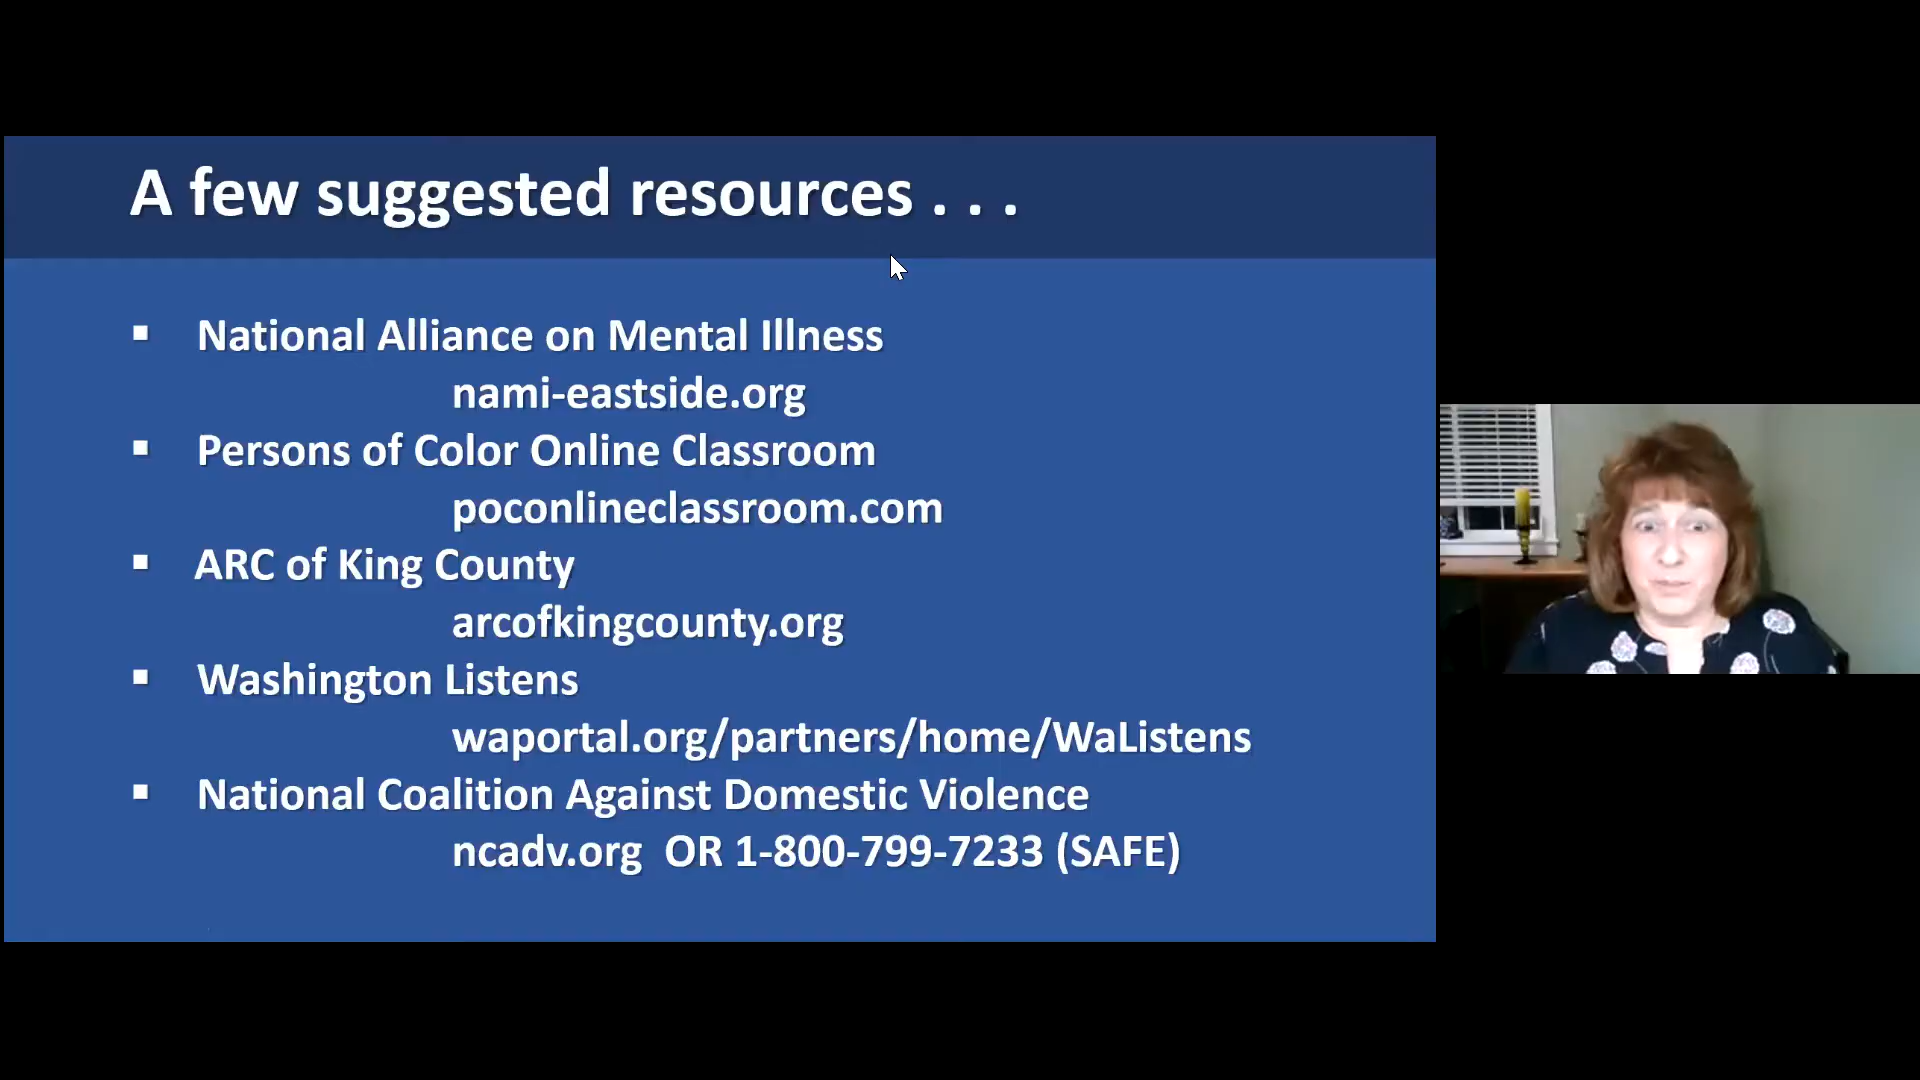 A few suggested resources . . .
▪ National Alliance on Mental Illness
nami-eastside.org
▪ Persons of Color Online Classroom
poconlineclassroom.com
▪ ARC of King County
arcofkingcounty.org
▪ Washington Listens
waportal.org/partners/home/WaListens
▪ National Coalition Against Domestic Violence
ncadv.org OR 1-800-799-7233 (SAFE)